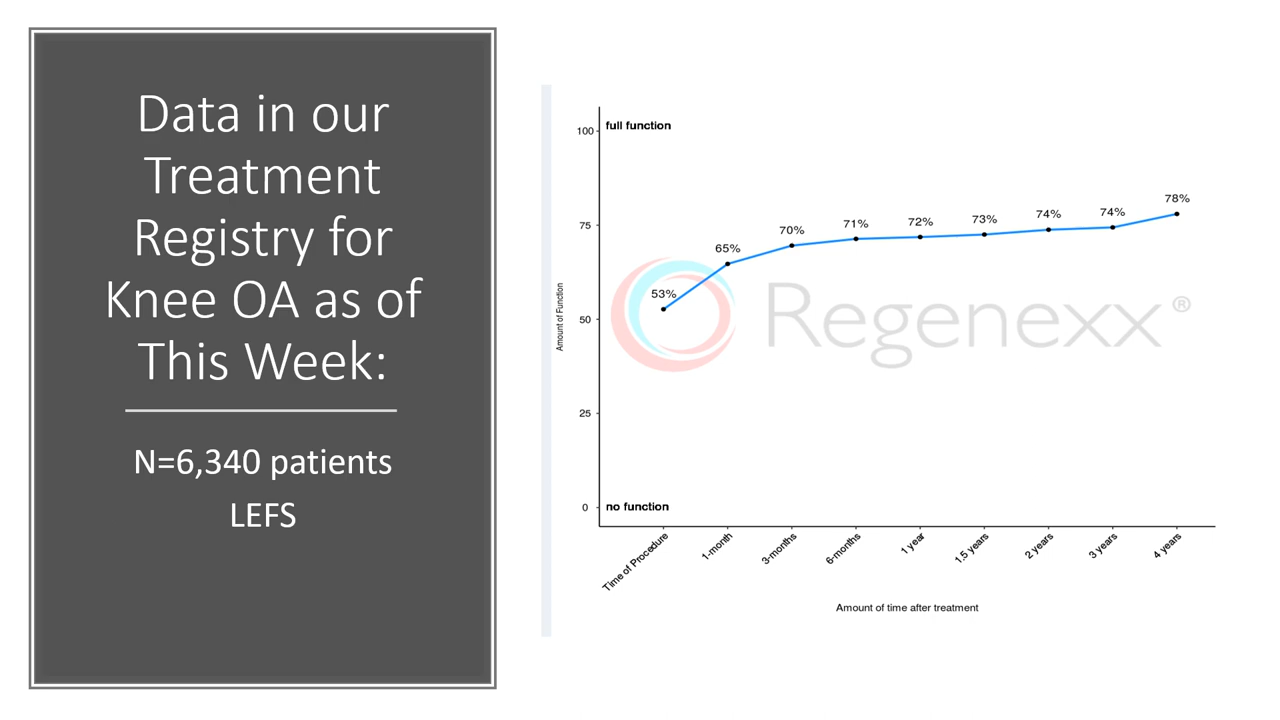 Data in our
Treatment
Registry for
Knee OA as of
This Week:
N=6,340 patients
LEFS
full function
100
75
50
25
0
no function
Amount of Function
53%
65%
70%
71%
72%
73%
74%
74%
78%
Regenexx®
Time of Procedure
1-month
3-months
6-months
1 year
1.5 years
2 years
3 years
4 years
Amount of time after treatment